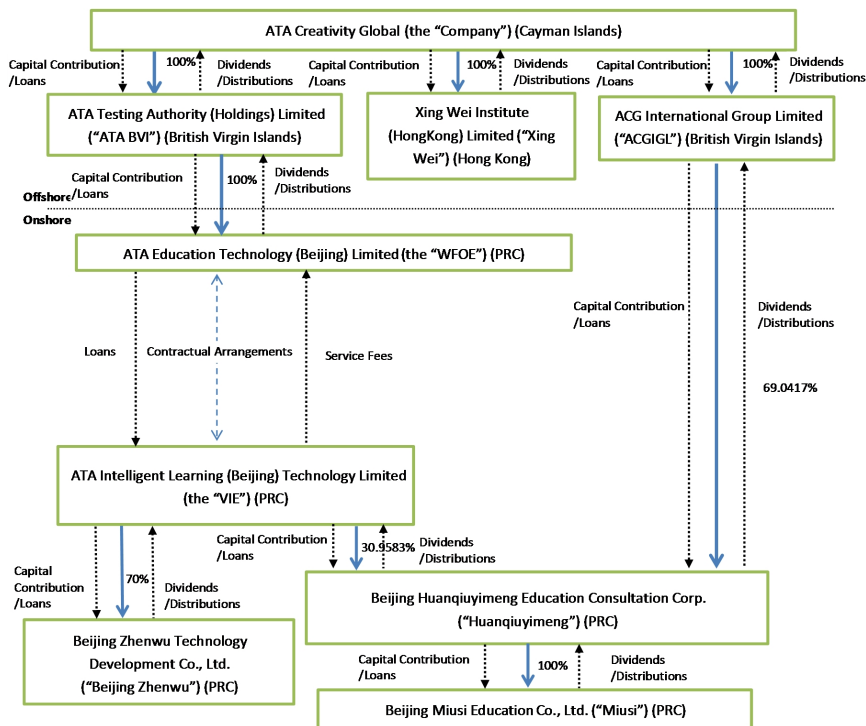 ATA Creativity Global (the “Company”) (Cayman Islands)
Capital Contribution
/Loans
100%
Dividends
/Distributions
Capital Contribution
/Loans
100%
Dividends
/Distributions
Capital Contribution
/Loans
100%
Dividends
/Distributions
ATA Testing Authority (Holdings) Limited
(“ATA BVI”) (British Virgin Islands)
Xing Wei Institute
(HongKong) Limited (“Xing
Wei”) (Hong Kong)
ACG International Group Limited
(“ACGIGL”) (British Virgin Islands)
Capital Contribution
/Loans
100%
Dividends
/Distributions
Offshore
Onshore
ATA Education Technology (Beijing) Limited (the “WFOE”) (PRC)
Capital Contribution
/Loans
Dividends
/Distributions
69.0417%
Loans
Contractual Arrangements
Service Fees
ATA Intelligent Learning (Beijing) Technology Limited
(the “VIE”) (PRC)
Capital
Contribution
/Loans
70%
Dividends
/Distributions
Capital Contribution
/Loans
30.9583%
Dividends
/Distributions
Beijing Huanqiuyimeng Education Consultation Corp.
(“Huanqiuyimeng”) (PRC)
Beijing Zhenwu Technology
Development Co., Ltd.
(“Beijing Zhenwu”) (PRC)
Capital Contribution
/Loans
100%
Dividends
/Distributions
Beijing Miusi Education Co., Ltd. (“Miusi”) (PRC)